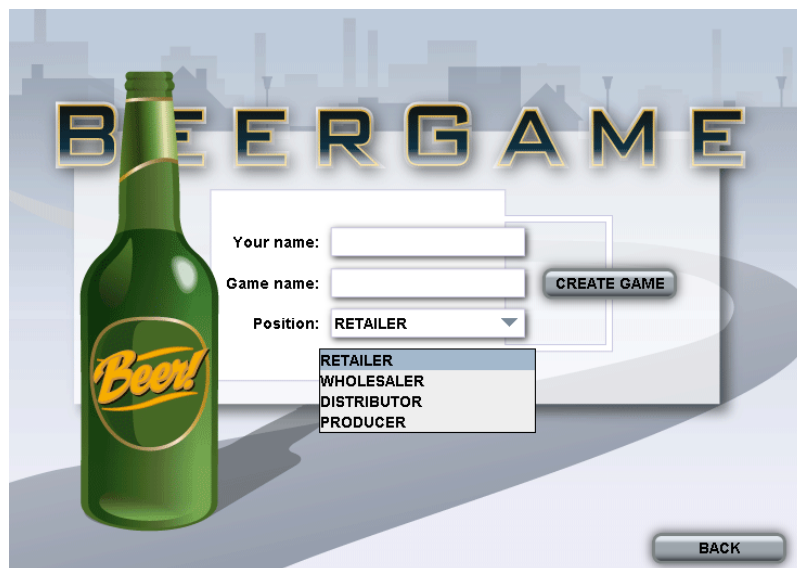 BEERGAME
Your name:
Game name:
CREATE GAME
Position: RETAILER
RETAILER
WHOLESALER
DISTRIBUTOR
PRODUCER
Beer!
BACK